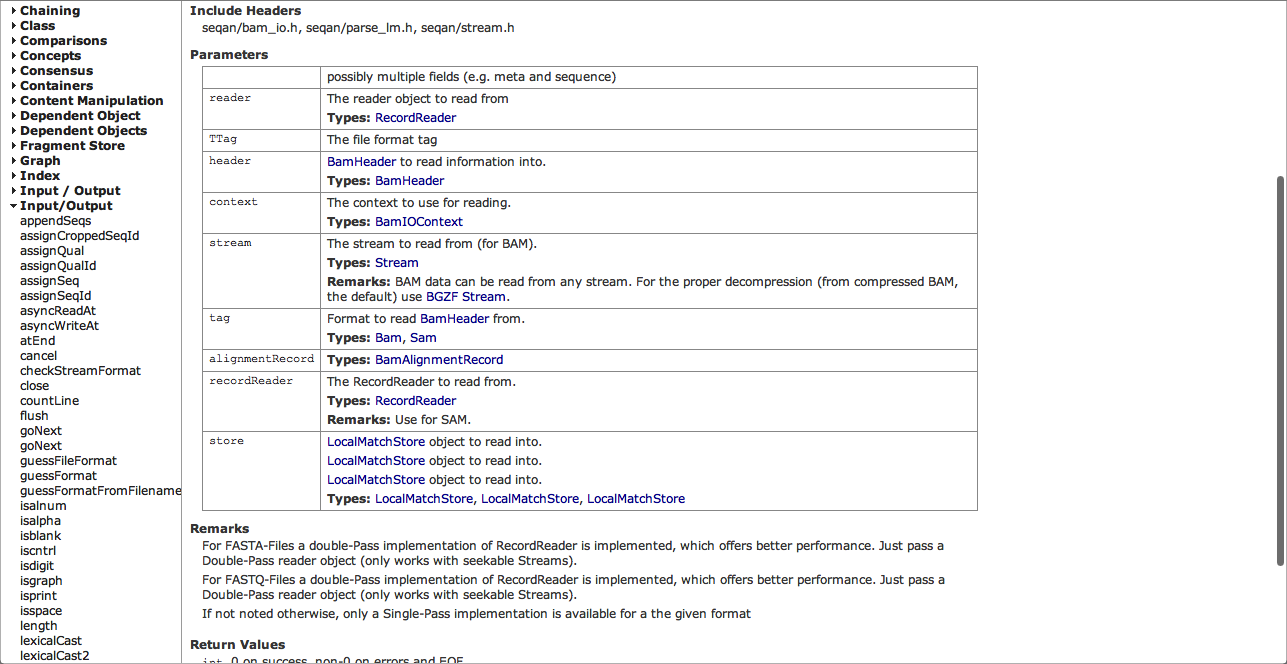 Chaining
Class
Comparisons
Concepts
Consensus
Containers
Content Manipulation
Dependent Object
Dependent Objects
Fragment Store
Graph
Index
Input / Output
Input/Output
appendSeqs
assignCroppedSeqId
assignQual
assignQualId
assignSeq
assignSeqId
asyncReadAt
asyncWriteAt
atEnd
cancel
checkStreamFormat
close
countLine
flush
goNext
goNext
guessFileFormat
guessFormat
guessFormatFromFilename
isalnum
isalpha
isblank
iscntrl
isdigit
isgraph
isprint
isspace
length
lexicalCast
lexicalCast2
Include Headers
seqan/bam_io.h, seqan/parse_lm.h, seqan/stream.h
Parameters
possibly multiple fields (e.g. meta and sequence)
reader The reader object to read from
Types: RecordReader
TTag The file format tag
header BamHeader to read information into.
Types: BamHeader
context The context to use for reading.
Types: BamIOContext
stream The stream to read from (for BAM).
Types: Stream
Remarks: BAM data can be read from any stream. For the proper decompression (from compressed BAM,
the default) use BGZF Stream.
tag Format to read BamHeader from.
Types: Bam, Sam
alignmentRecord Types: BamAlignmentRecord
recordReader The RecordReader to read from.
Types: RecordReader
Remarks: Use for SAM.
store LocalMatchStore object to read into.
LocalMatchStore object to read into.
LocalMatchStore object to read into.
Types: LocalMatchStore, LocalMatchStore, LocalMatchStore
Remarks
For FASTA-Files a double-Pass implementation of RecordReader is implemented, which offers better performance. Just pass a
Double-Pass reader object (only works with seekable Streams).
For FASTQ-Files a double-Pass implementation of RecordReader is implemented, which offers better performance. Just pass a
Double-Pass reader object (only works with seekable Streams).
If not noted otherwise, only a Single-Pass implementation is available for a the given format
Return Values
int 0 on success, non-0 on errors and EOF